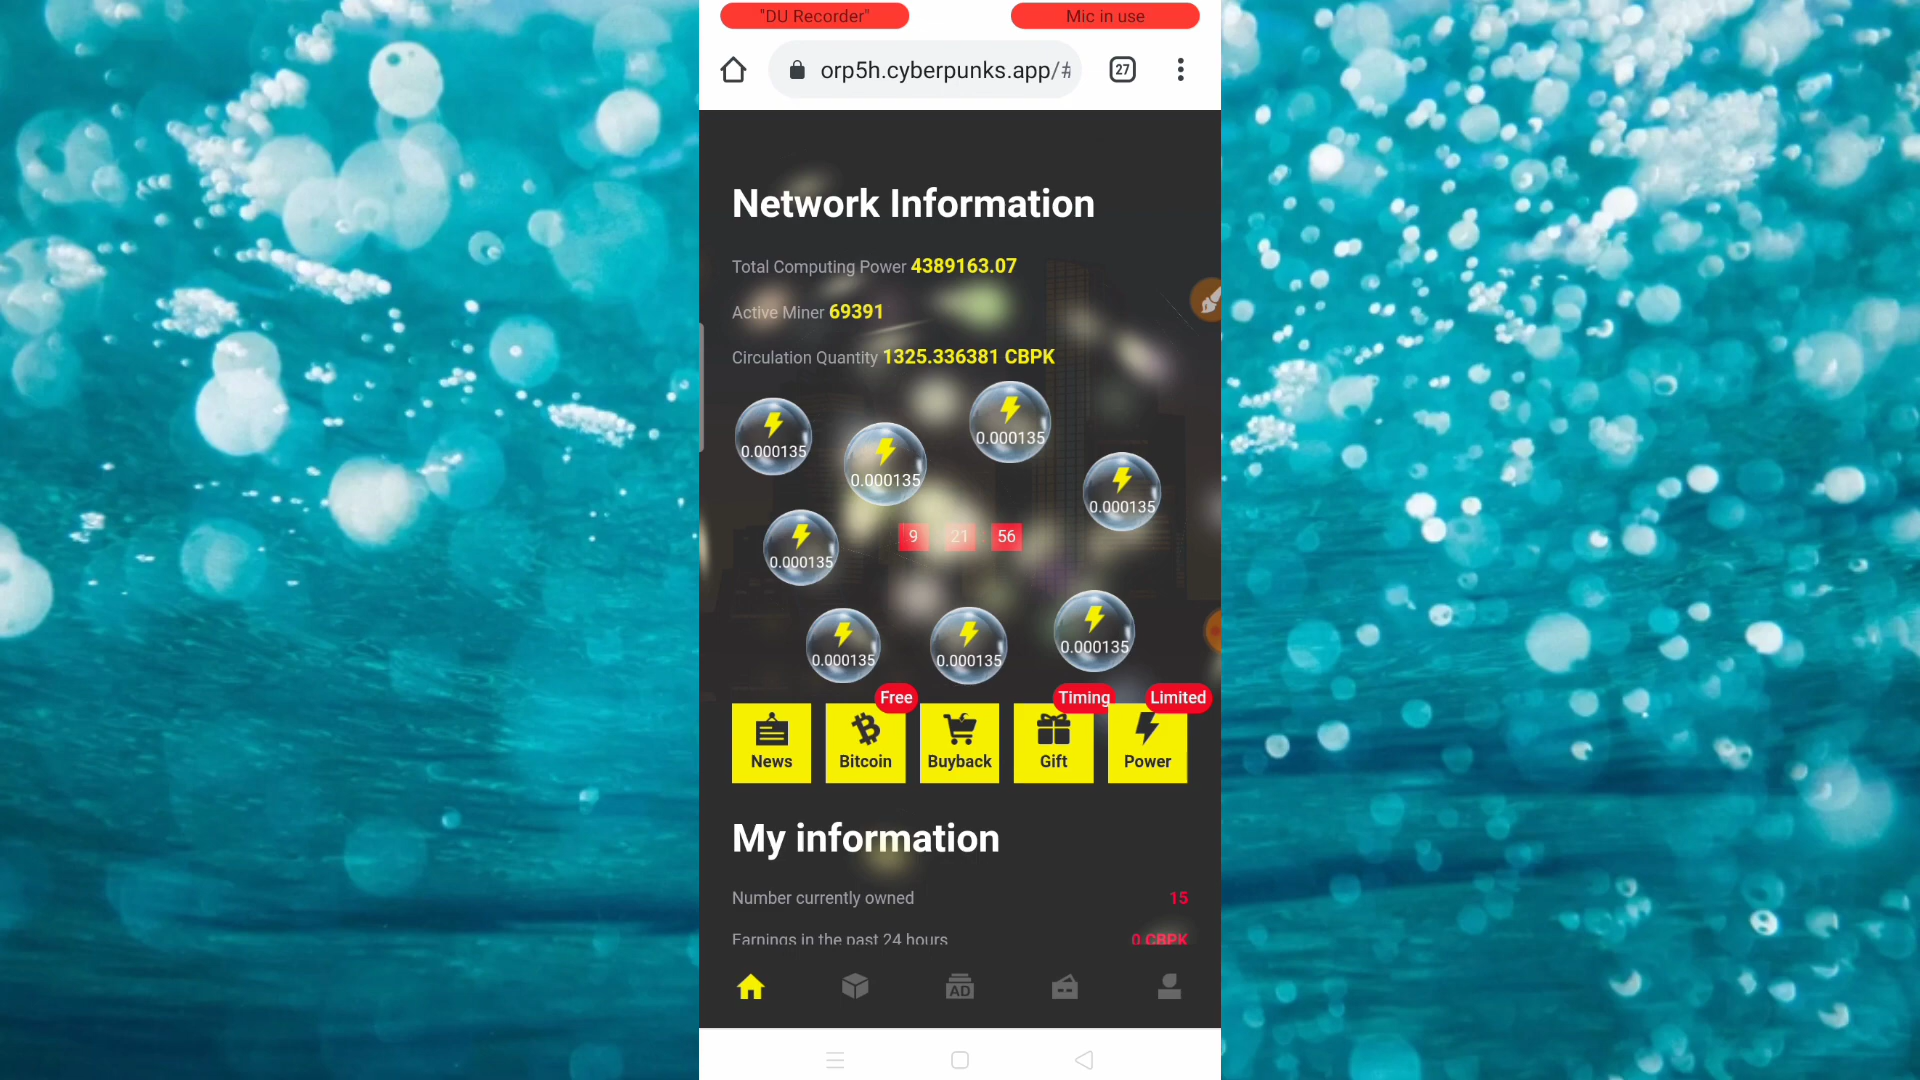 "DU Recorder" Mic in use
orp5h.cyberpunks.app/# 27
Network Information
Total Computing Power 4389163.07
Active Miner 69391
Circulation Quantity 1325.336381 CBPK
0.000135
0.000135
0.000135
0.000135
0.000135
9 21 56
0.000135
0.000135
0.000135
Free Timing Limited
News Bitcoin Buyback Gift Power
My information
Number currently owned 15
Earnings in the past 24 hours 0 CBPK
AD